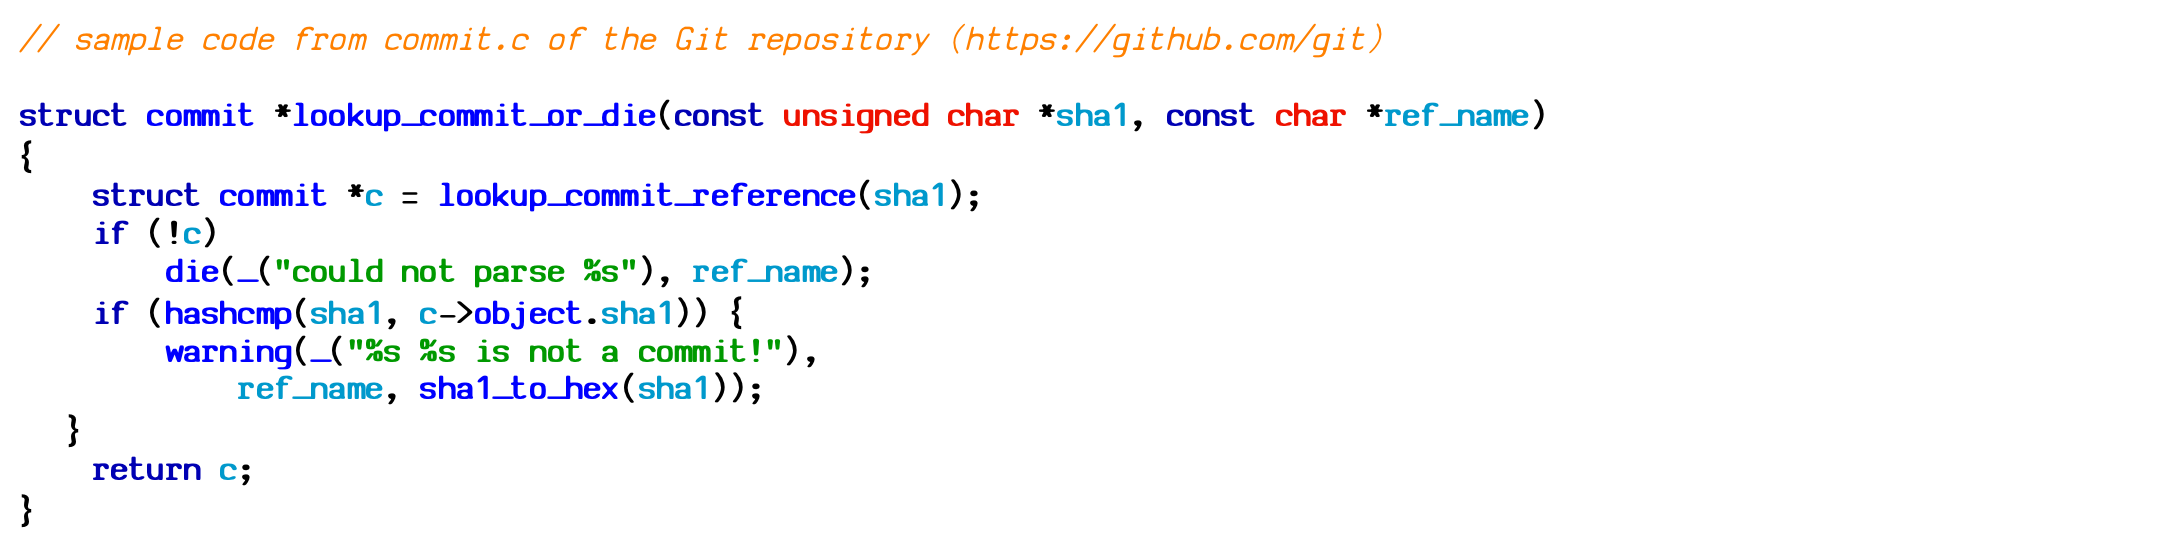 // sample code from commit.c of the Git repository (https://github.com/git)

struct commit *lookup_commit_or_die(const unsigned char *sha1, const char *ref_name)
{
    struct commit *c = lookup_commit_reference(sha1);
    if (!c)
        die(_("could not parse %s"), ref_name);
    if (hashcmp(sha1, c->object.sha1)) {
        warning(_("%s %s is not a commit!"),
            ref_name, sha1_to_hex(sha1));
   }
    return c;
}